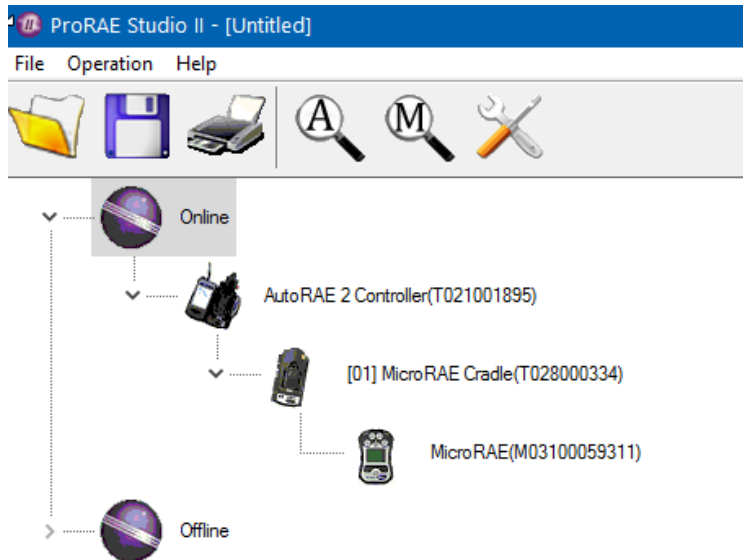 ProRAE Studio II - [Untitled]
File Operation Help
A M
Online
AutoRAE 2 Controller(T021001895)
[01] MicroRAE Cradle(T028000334)
MicroRAE(M03100059311)
Offline